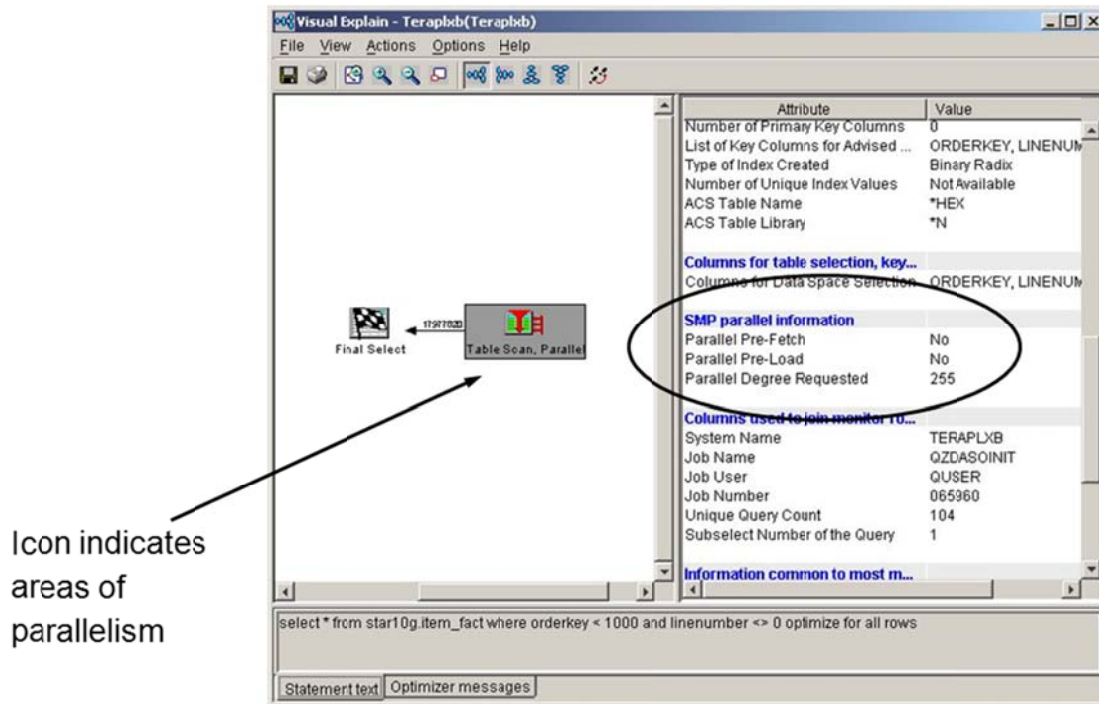 Visual Explain - Teraplxb(Teraplxb)
File View Actions Options Help
Attribute Value
Number of Primary Key Columns 0
List of Key Columns for Advised ... ORDERKEY, LINENUM
Type of Index Created Binary Radix
Number of Unique Index Values Not Available
ACS Table Name *HEX
ACS Table Library *N
Columns for table selection, key...
Columns for Data Space Selection ORDERKEY, LINENUM
SMP parallel information
Parallel Pre-Fetch No
Parallel Pre-Load No
Parallel Degree Requested 255
Columns used to join monitor ro...
System Name TERAPLXB
Job Name QZDASOINIT
Job User QUSER
Job Number 065960
Unique Query Count 104
Subselect Number of the Query 1
Information common to most m...
Final Select
Table Scan, Parallel
Icon indicates
areas of
parallelism
select * from star10g.item_fact where orderkey < 1000 and linenumber <> 0 optimize for all rows
Statement text Optimizer messages